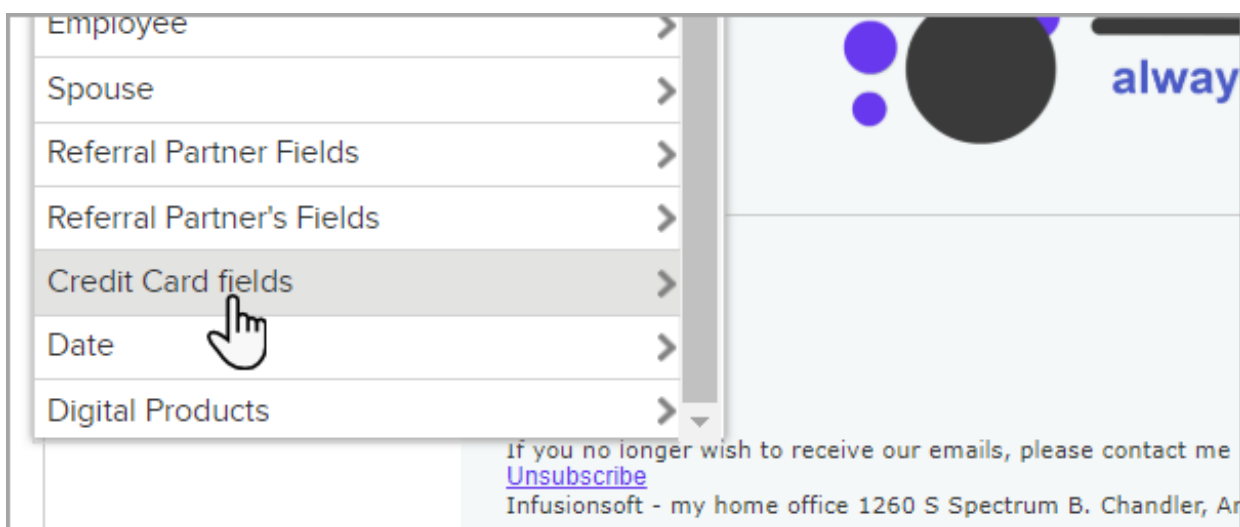 Employee
Spouse
Referral Partner Fields
Referral Partner's Fields
Credit Card fields
Date
Digital Products
alway
If you no longer wish to receive our emails, please contact me
Unsubscribe
Infusionsoft - my home office 1260 S Spectrum B. Chandler, Ar